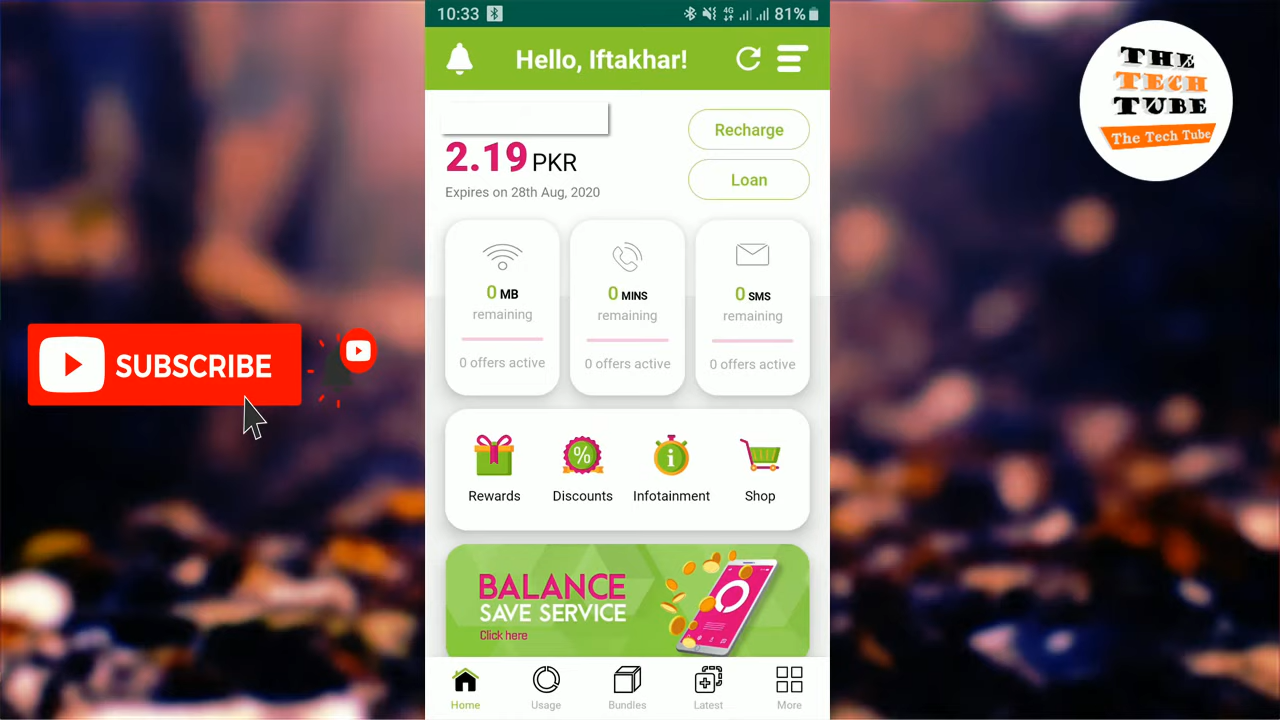 10:33
4G
81%
Hello, Iftakhar!
2.19 PKR
Expires on 28th Aug, 2020
Recharge
Loan
0 MB
remaining
0 offers active
0 MINS
remaining
0 offers active
0 SMS
remaining
0 offers active
Rewards
Discounts
Infotainment
Shop
BALANCE
SAVE SERVICE
Click here
Home
Usage
Bundles
Latest
More
SUBSCRIBE
THE
TECH
TUBE
The Tech Tube